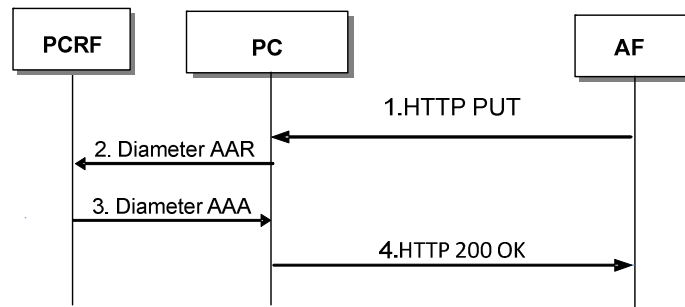 PCRF
PC
AF
1.HTTP PUT
2. Diameter AAR
3. Diameter AAA
4.HTTP 200 OK